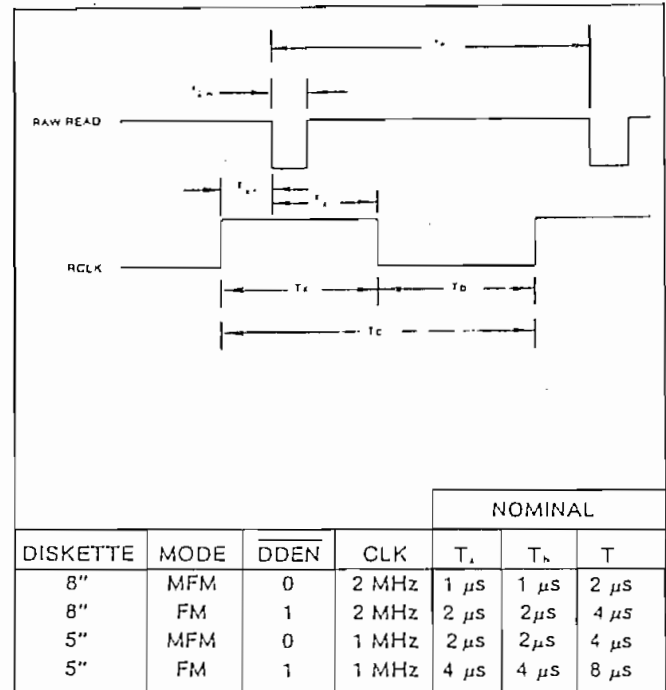 RAW READ
RCLK
NOMINAL
DISKETTE MODE DDEN CLK T T T
8" MFM 0 2 MHz 1 μs 1 μs 2 μs
8" FM 1 2 MHz 2 μs 2μs 4 μs
5" MFM 0 1 MHz 2μs 2μs 4 μs
5" FM 1 1 MHz 4 μs 4 μs 8 μs